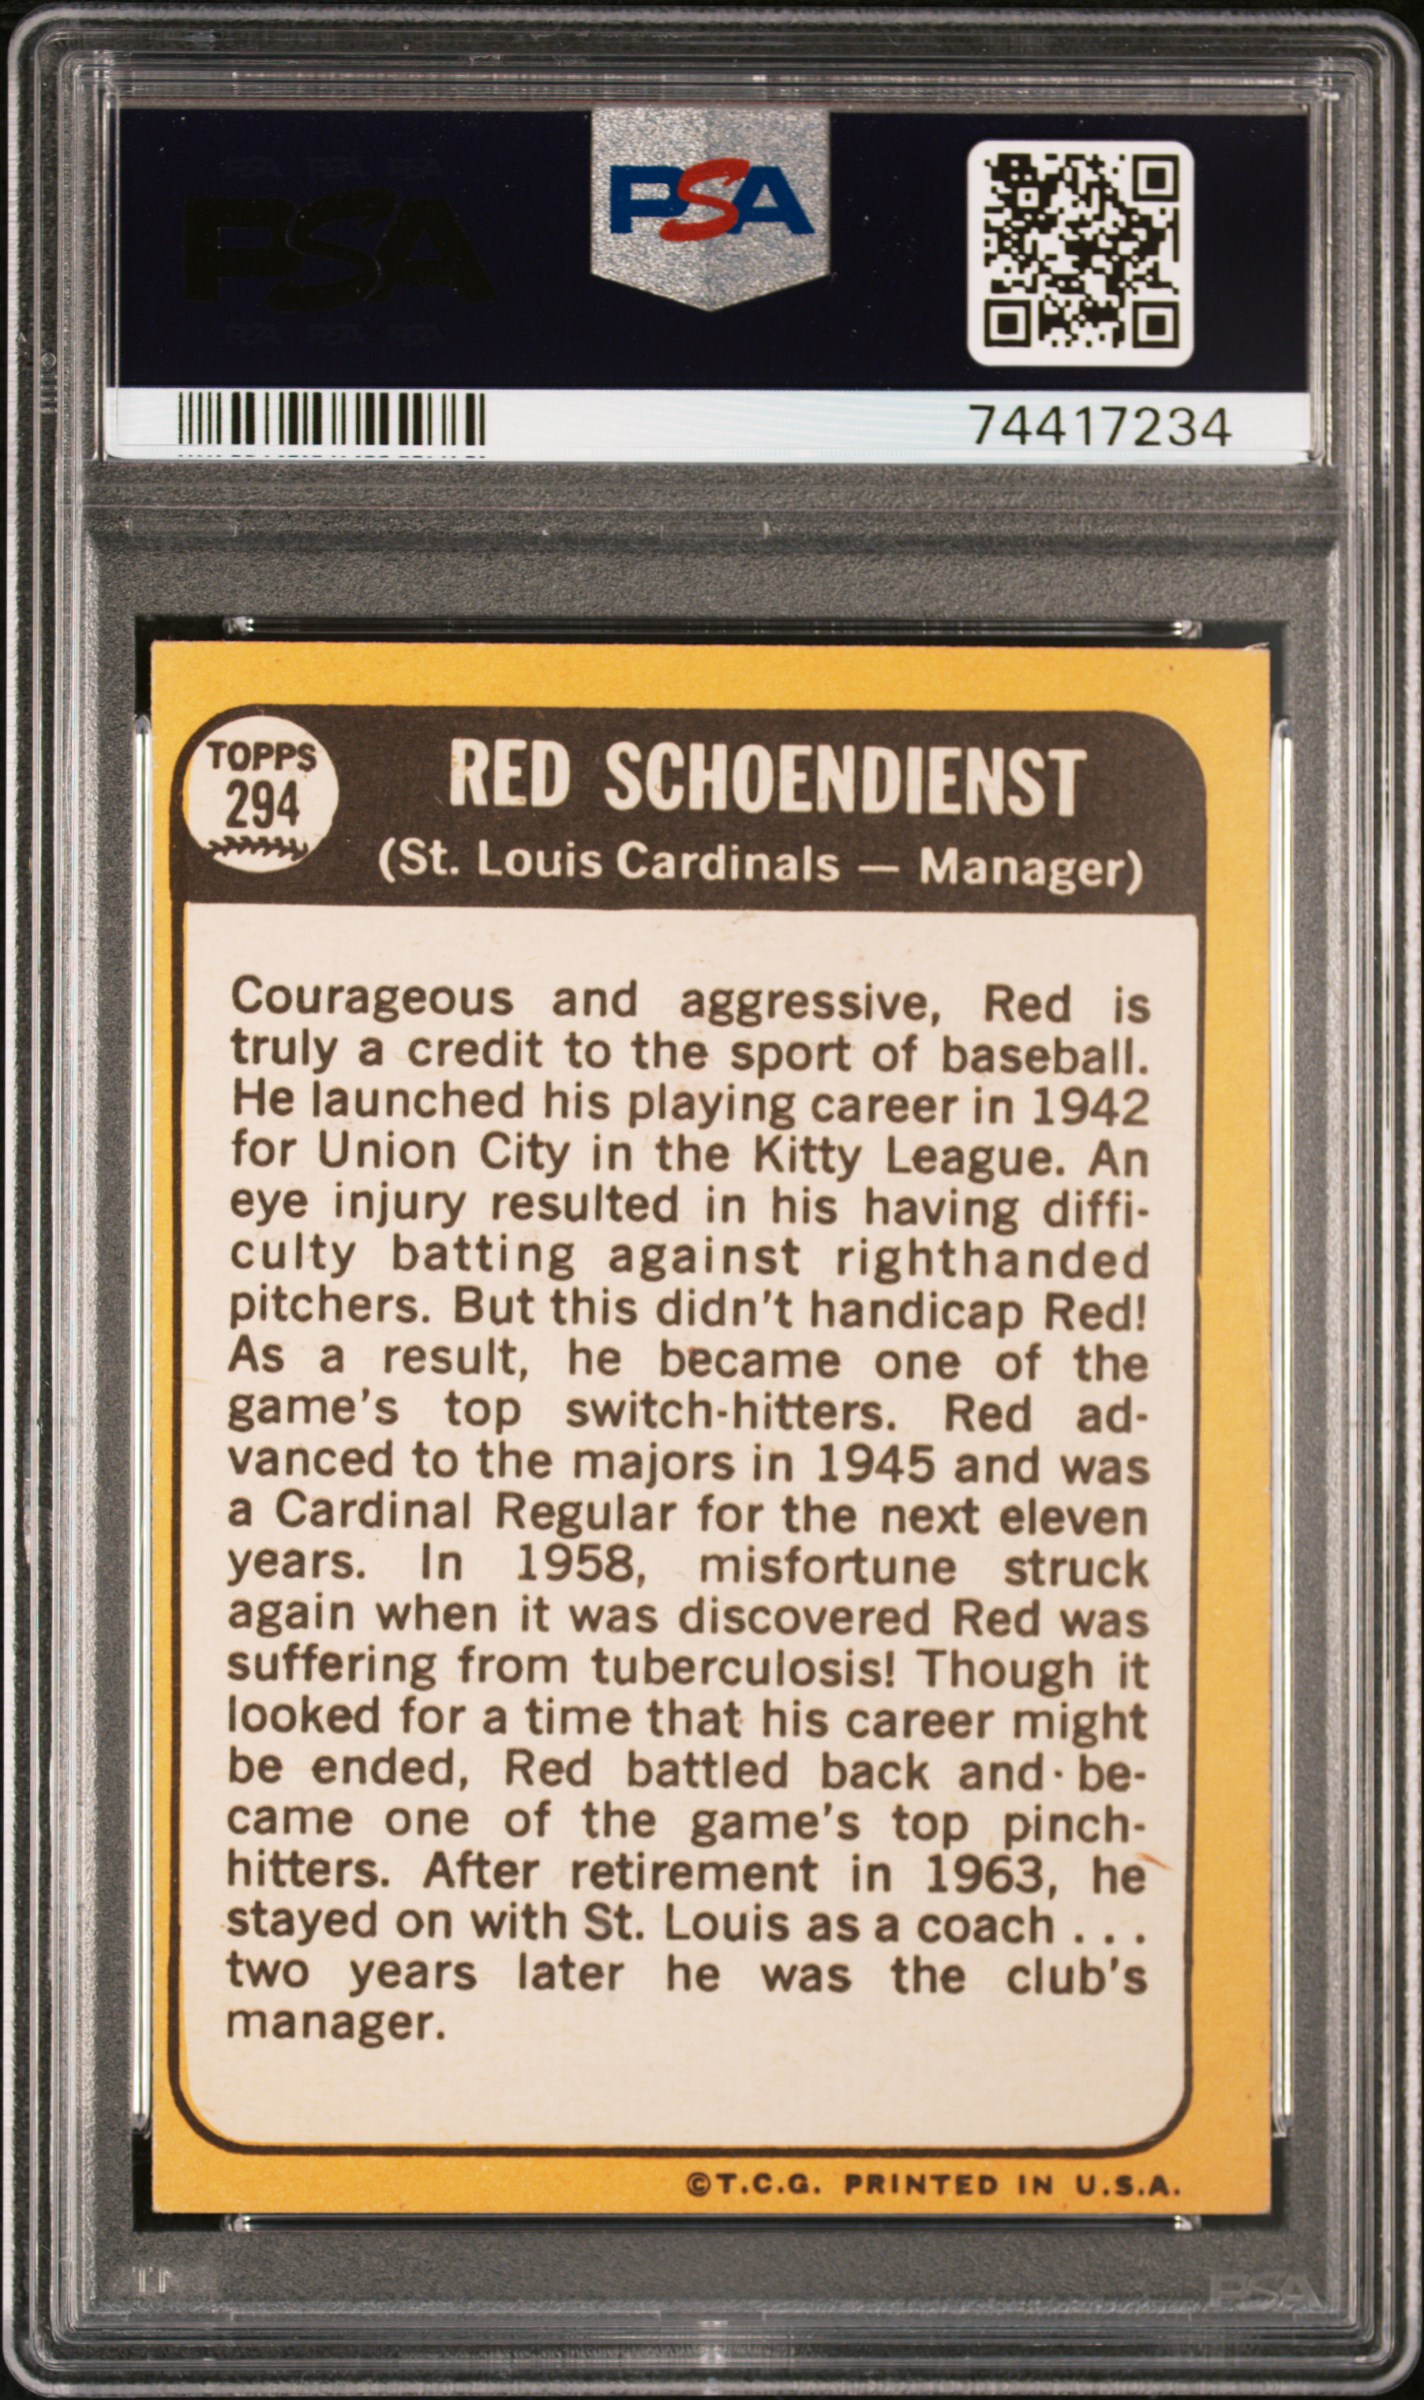 PSA
PSA
74417234
TOPPS
294
RED SCHOENDIENST
(St. Louis Cardinals — Manager)
Courageous and aggressive, Red is
truly a credit to the sport of baseball.
He launched his playing career in 1942
for Union City in the Kitty League. An
eye injury resulted in his having diffi-
culty batting against righthanded
pitchers. But this didn't handicap Red!
As a result, he became one of the
game's top switch-hitters. Red ad-
vanced to the majors in 1945 and was
a Cardinal Regular for the next eleven
years. In 1958, misfortune struck
again when it was discovered Red was
suffering from tuberculosis! Though it
looked for a time that his career might
be ended, Red battled back and be-
came one of the game's top pinch-
hitters. After retirement in 1963, he
stayed on with St. Louis as a coach . . .
two years later he was the club's
manager.
©T.C.G. PRINTED IN U.S.A.
PSA